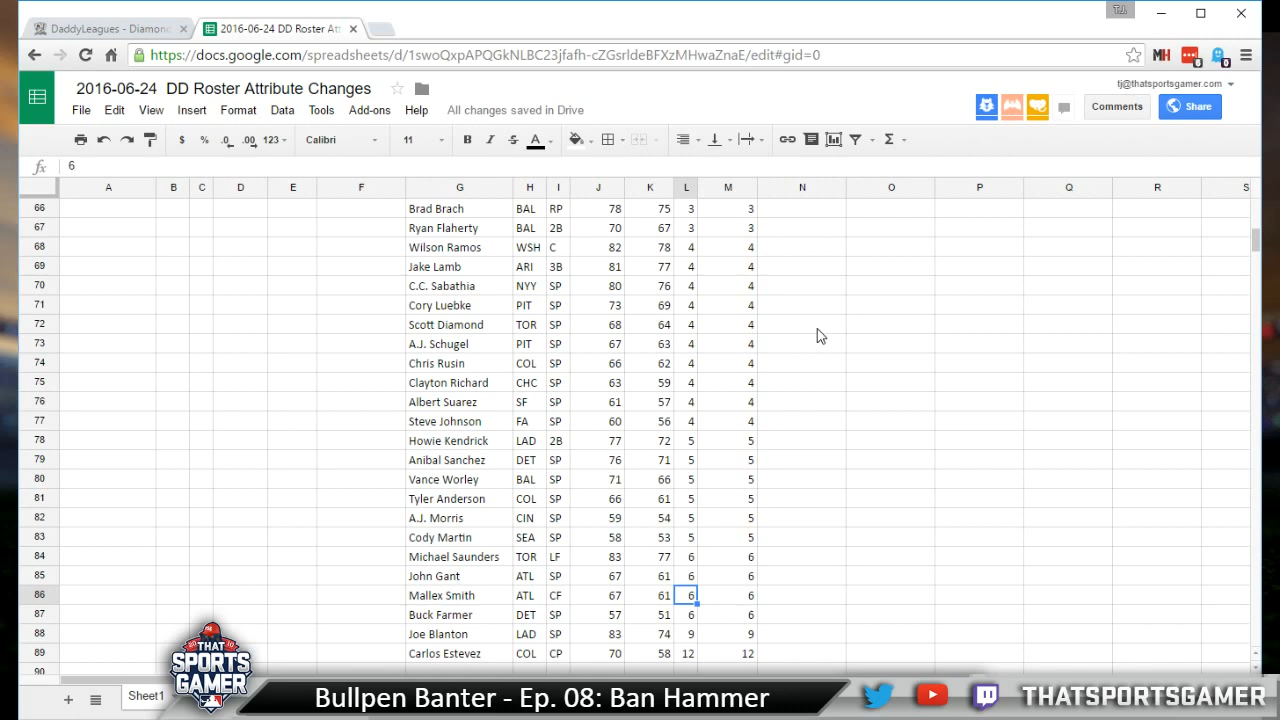 T.J.
DaddyLeagues - Diamon
2016-06-24 DD Roster Att
https://docs.google.com/spreadsheets/d/1swoQxpAPQGkNLBC23jfafh-cZGsrldeBFXzMHwaZnaE/edit#gid=0
2016-06-24 DD Roster Attribute Changes
tj@thatsportsgamer.com
File Edit View Insert Format Data Tools Add-ons Help All changes saved in Drive
Comments Share
$ % .0 .00 123 Calibri 11 B I S A
fx 6
A B C D E F G H I J K L M N O P Q R S
66 Brad Brach BAL RP 78 75 3 3
67 Ryan Flaherty BAL 2B 70 67 3 3
68 Wilson Ramos WSH C 82 78 4 4
69 Jake Lamb ARI 3B 81 77 4 4
70 C.C. Sabathia NYY SP 80 76 4 4
71 Cory Luebke PIT SP 73 69 4 4
72 Scott Diamond TOR SP 68 64 4 4
73 A.J. Schugel PIT SP 67 63 4 4
74 Chris Rusin COL SP 66 62 4 4
75 Clayton Richard CHC SP 63 59 4 4
76 Albert Suarez SF SP 61 57 4 4
77 Steve Johnson FA SP 60 56 4 4
78 Howie Kendrick LAD 2B 77 72 5 5
79 Anibal Sanchez DET SP 76 71 5 5
80 Vance Worley BAL SP 71 66 5 5
81 Tyler Anderson COL SP 66 61 5 5
82 A.J. Morris CIN SP 59 54 5 5
83 Cody Martin SEA SP 58 53 5 5
84 Michael Saunders TOR LF 83 77 6 6
85 John Gant ATL SP 67 61 6 6
86 Mallex Smith ATL CF 67 61 6 6
87 Buck Farmer DET SP 57 51 6 6
88 Joe Blanton LAD SP 83 74 9 9
89 Carlos Estevez COL CP 70 58 12 12
90
Sheet1
THAT
SPORTS
GAMER
Bullpen Banter - Ep. 08: Ban Hammer
THATSPORTSGAMER